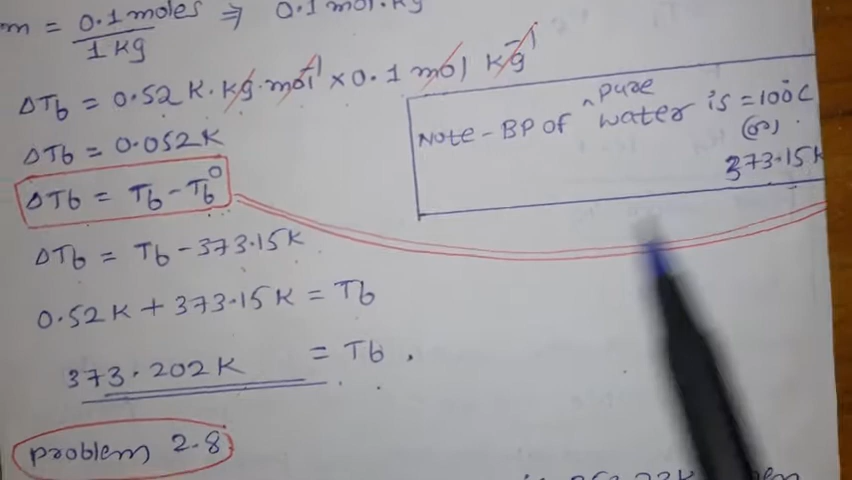 m = 0.1 moles / 1 kg ⇒ 0.1 mol.kg
ΔTb = 0.52 K.kg.mol⁻¹ × 0.1 mol kg⁻¹
ΔTb = 0.052K
ΔTb = Tb - Tb°
ΔTb = Tb - 373.15K
0.52K + 373.15K = Tb
373.202K = Tb.
Note - BP of ^pure water is = 100°C
(or)
373.15K
Problem 2.8